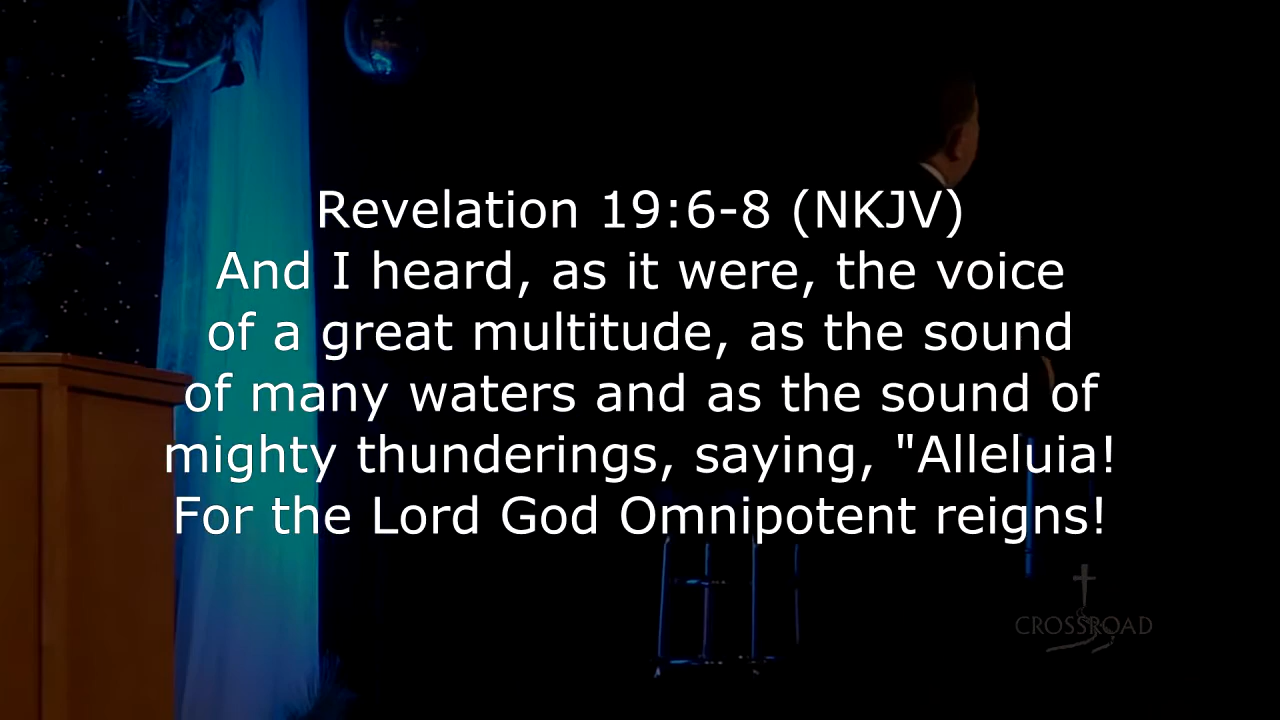 Revelation 19:6-8 (NKJV)
And I heard, as it were, the voice
of a great multitude, as the sound
of many waters and as the sound of
mighty thunderings, saying, "Alleluia!
For the Lord God Omnipotent reigns!
CROSSROAD